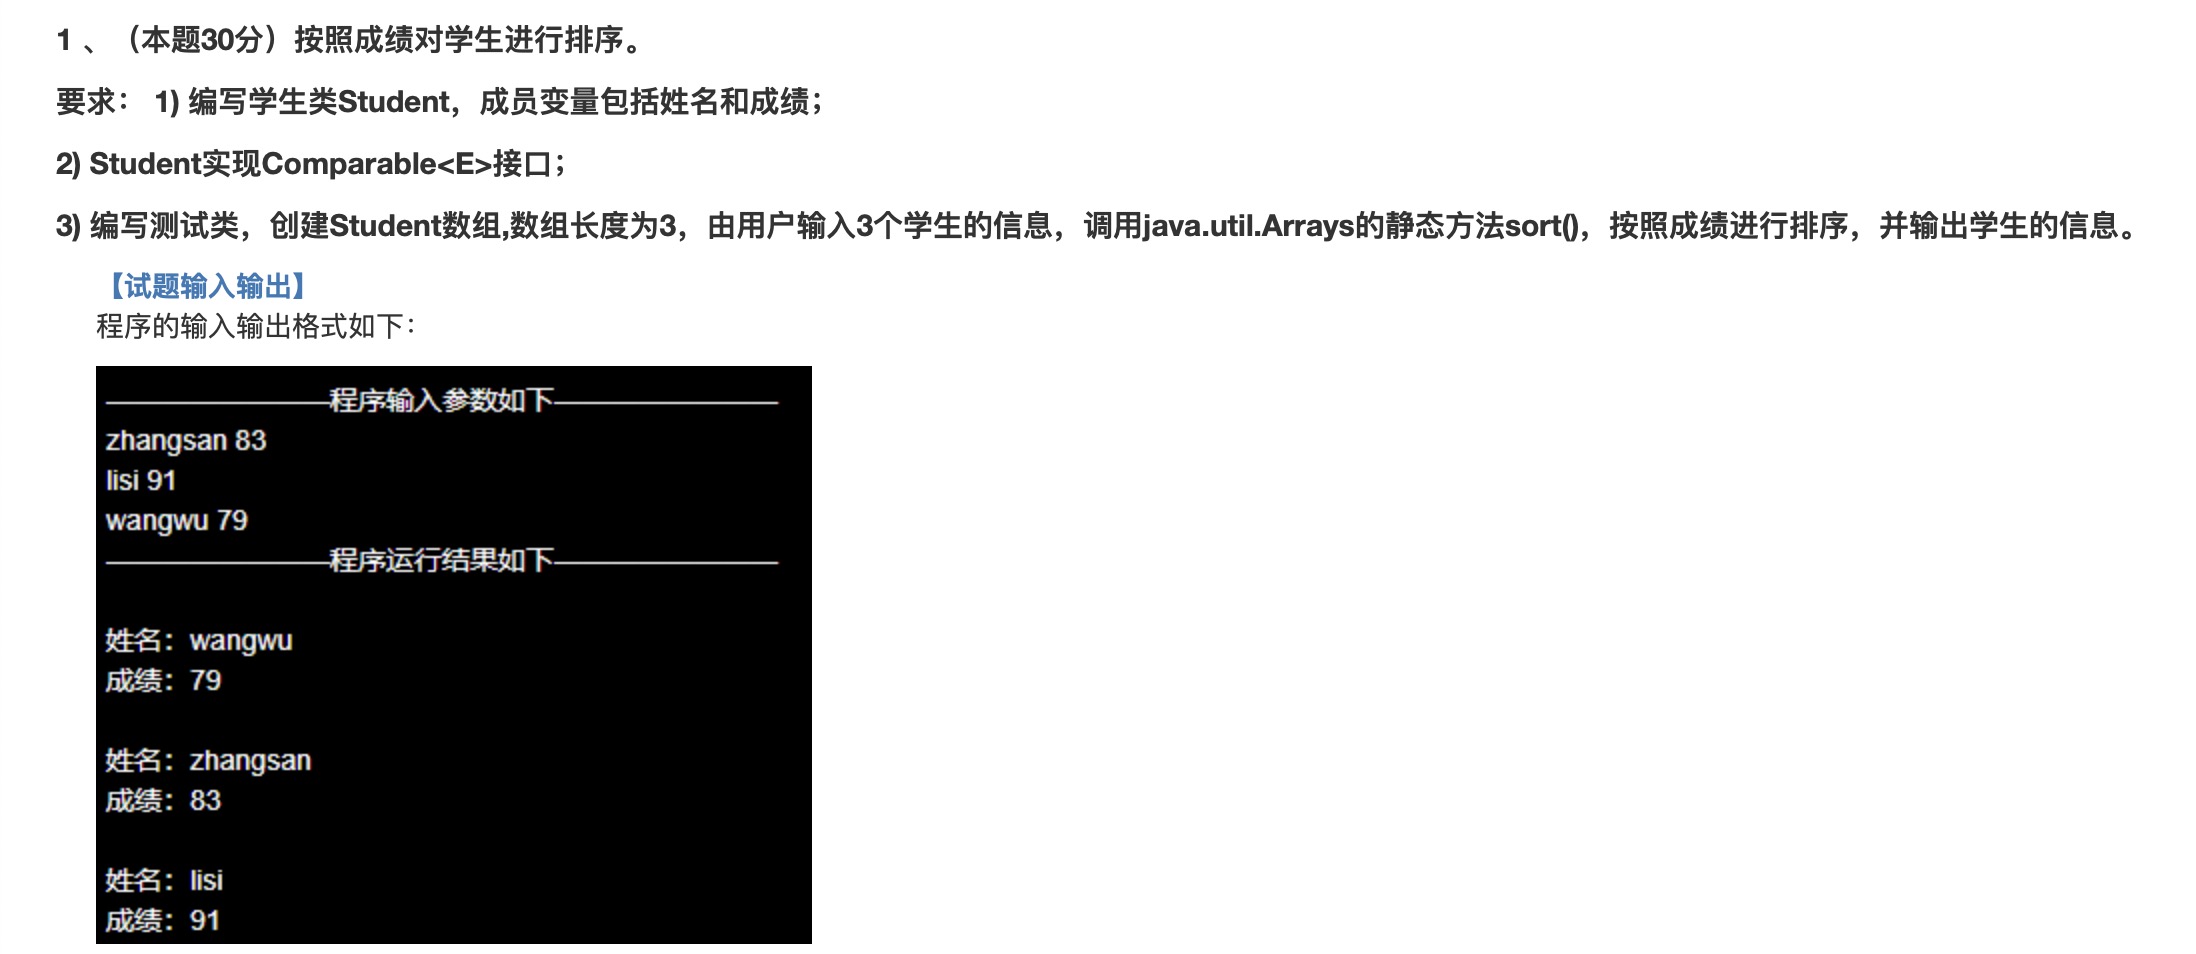 1 、（本题30分）按照成绩对学生进行排序。
要求： 1) 编写学生类Student，成员变量包括姓名和成绩；
2) Student实现Comparable<E>接口；
3) 编写测试类，创建Student数组,数组长度为3，由用户输入3个学生的信息，调用java.util.Arrays的静态方法sort()，按照成绩进行排序，并输出学生的信息。
【试题输入输出】
程序的输入输出格式如下：
————————程序输入参数如下————————
zhangsan 83
lisi 91
wangwu 79
————————程序运行结果如下————————
姓名：wangwu
成绩：79
姓名：zhangsan
成绩：83
姓名：lisi
成绩：91